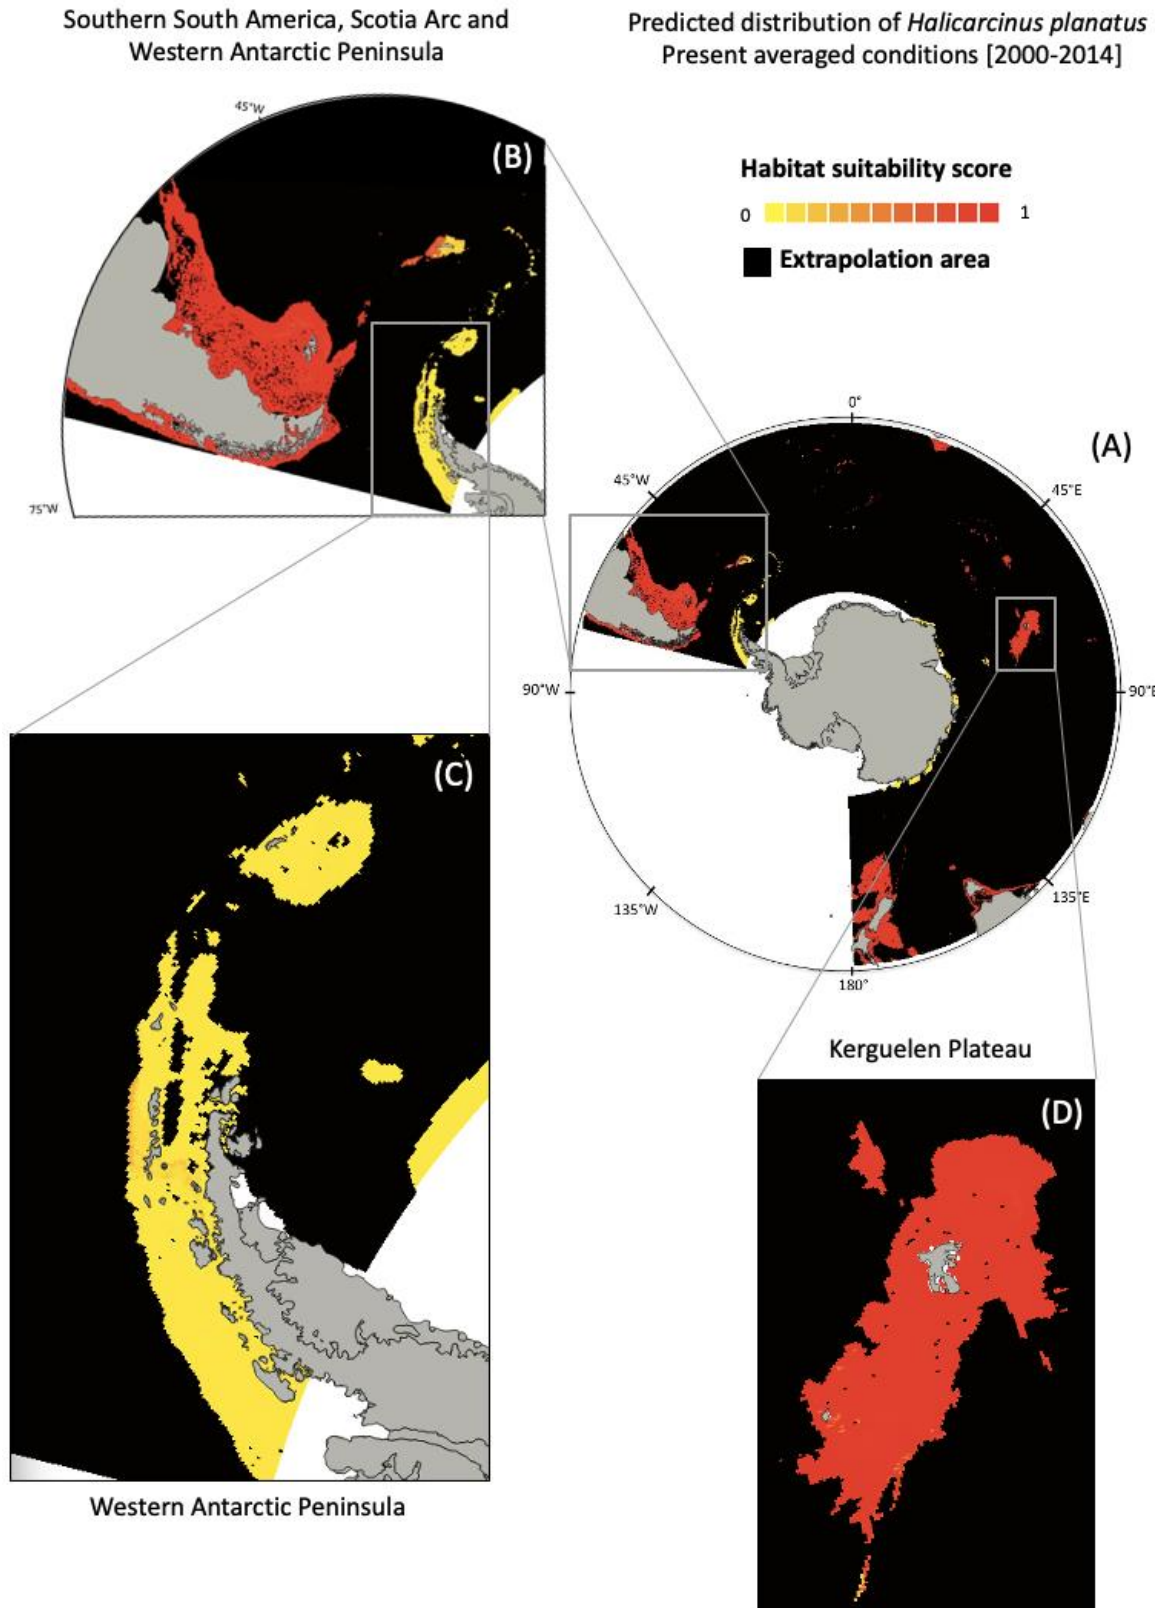 Southern South America, Scotia Arc and
Western Antarctic Peninsula
Predicted distribution of Halicarcinus planatus
Present averaged conditions [2000-2014]
45°W
(B)
Habitat suitability score
0
1
Extrapolation area
75°W
0°
(A)
45°W
45°E
90°W
90°E
(C)
135°W
135°E
180°
Kerguelen Plateau
(D)
Western Antarctic Peninsula